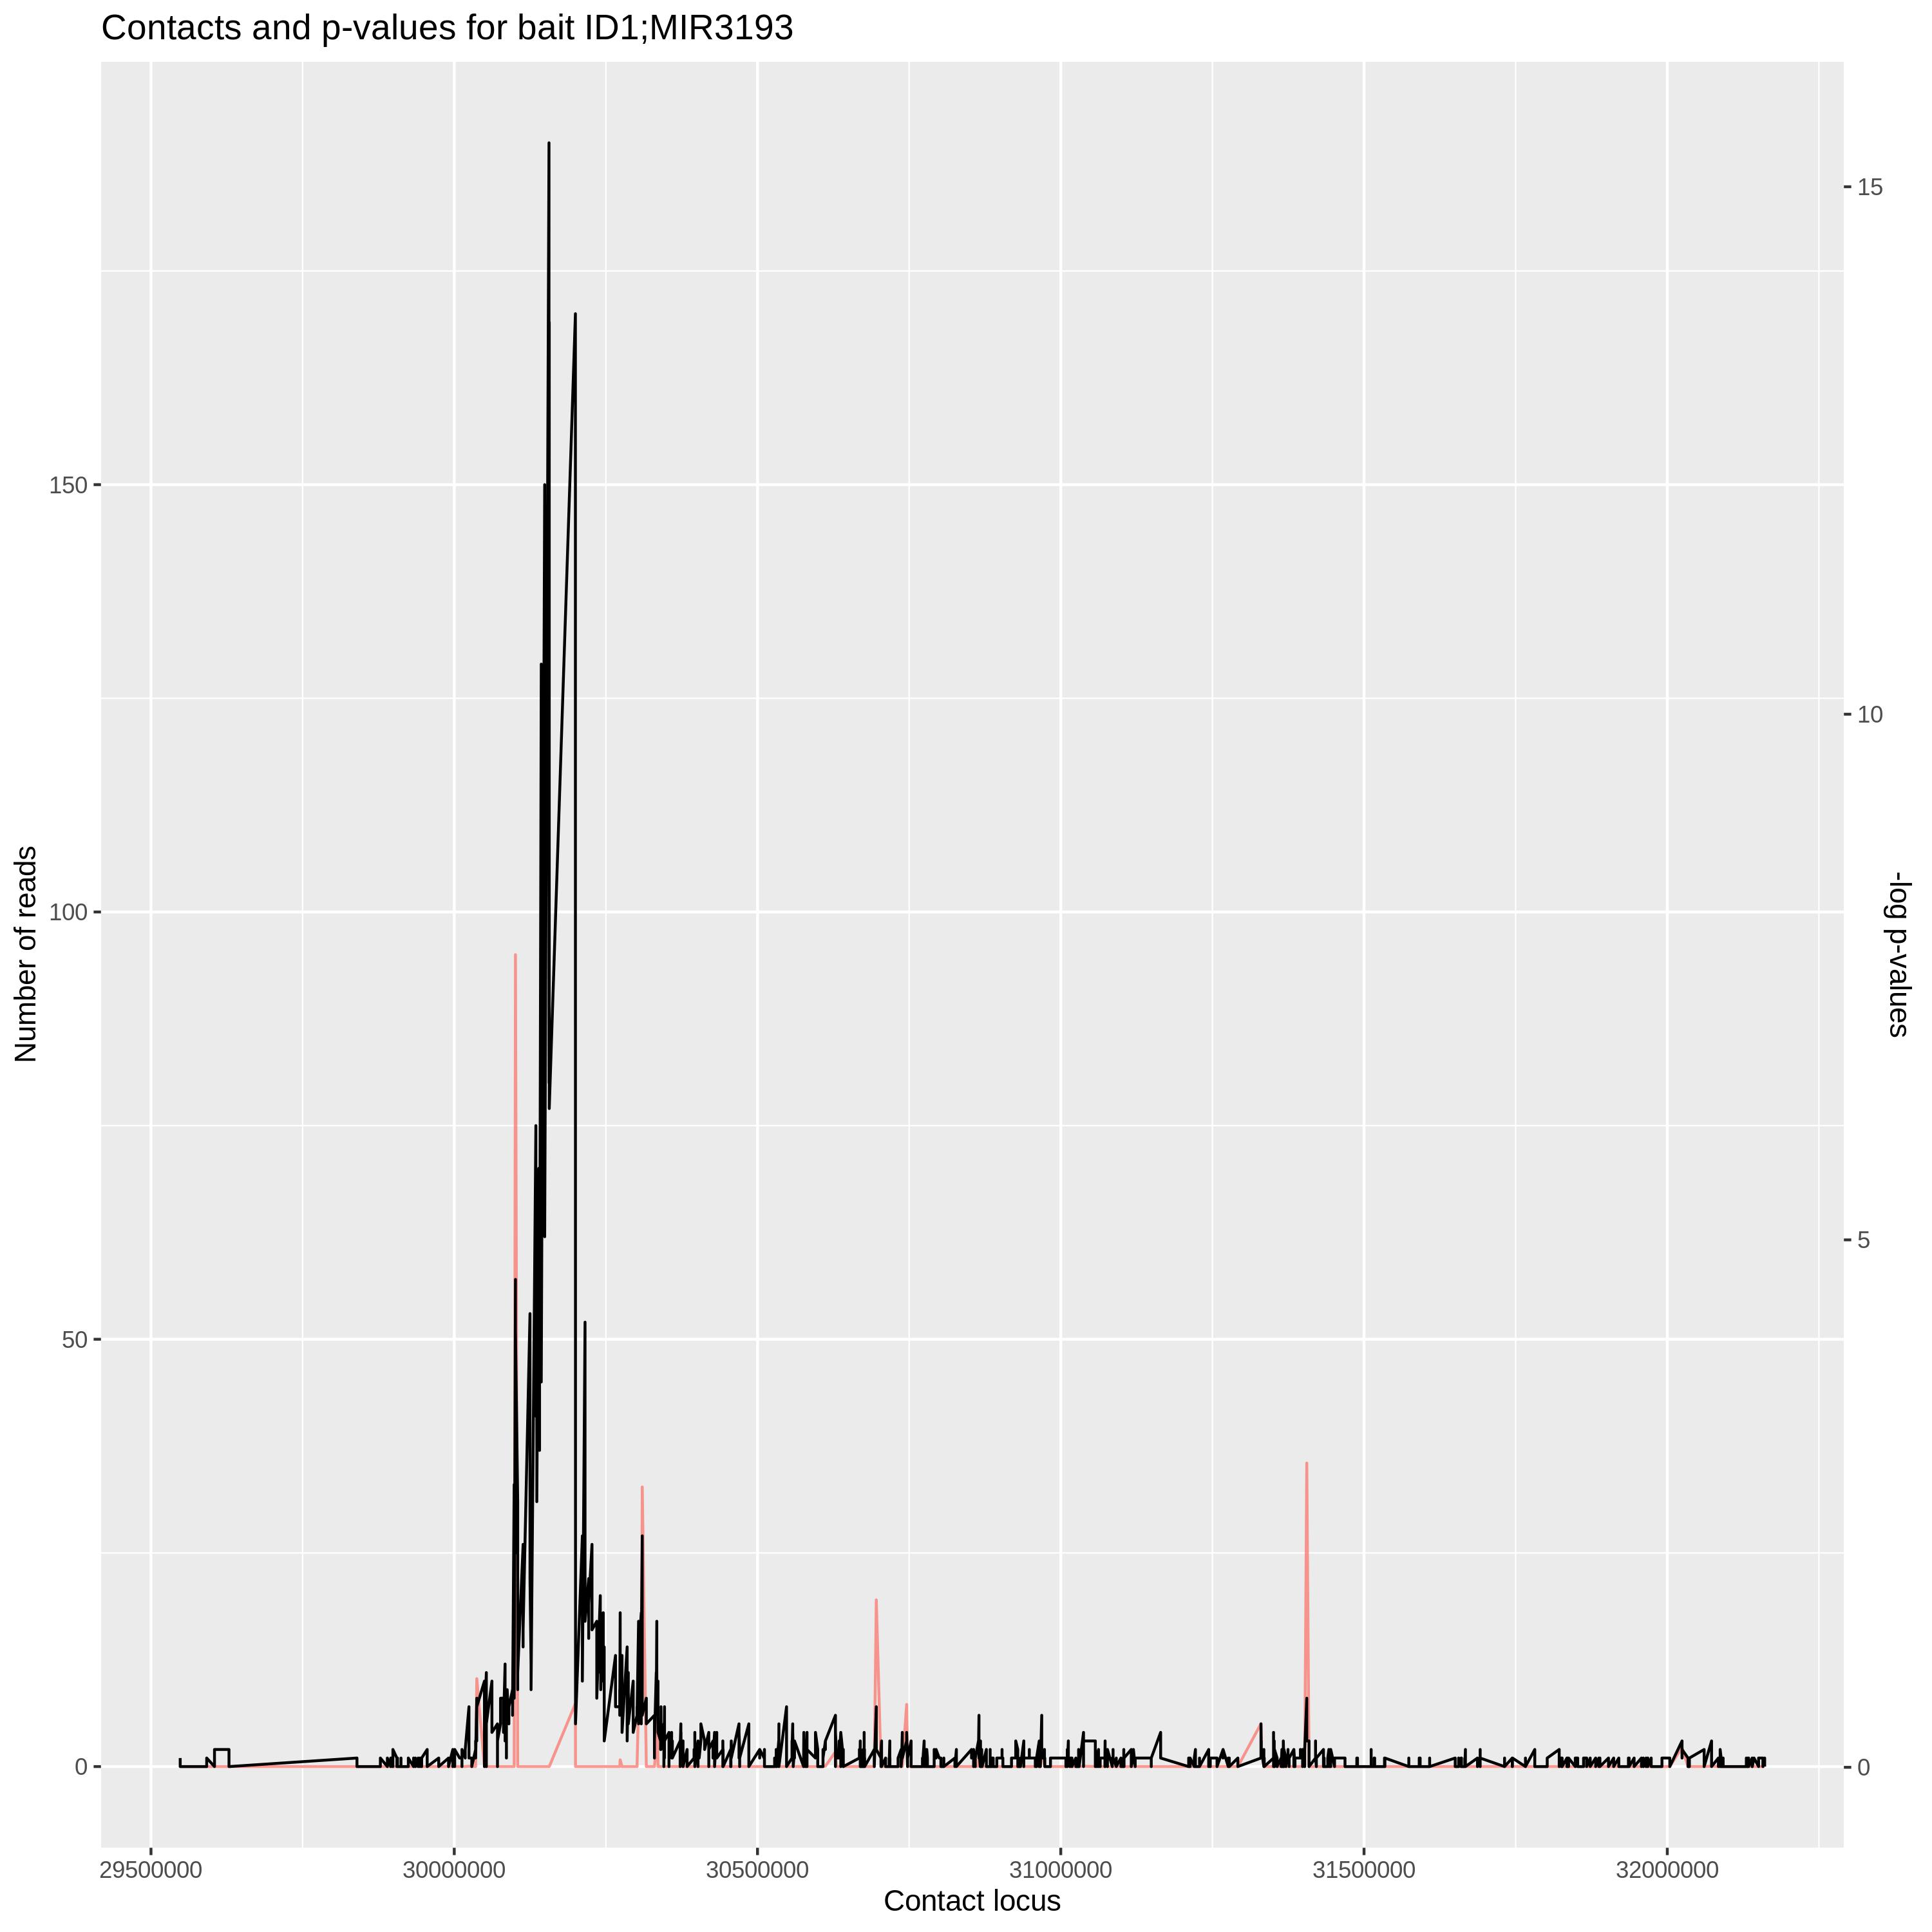 Contacts and p-values for bait ID1;MIR3193
150
100
50
0
Number of reads
15
10
5
0
-log p-values
29500000 30000000 30500000 31000000 31500000 32000000
Contact locus